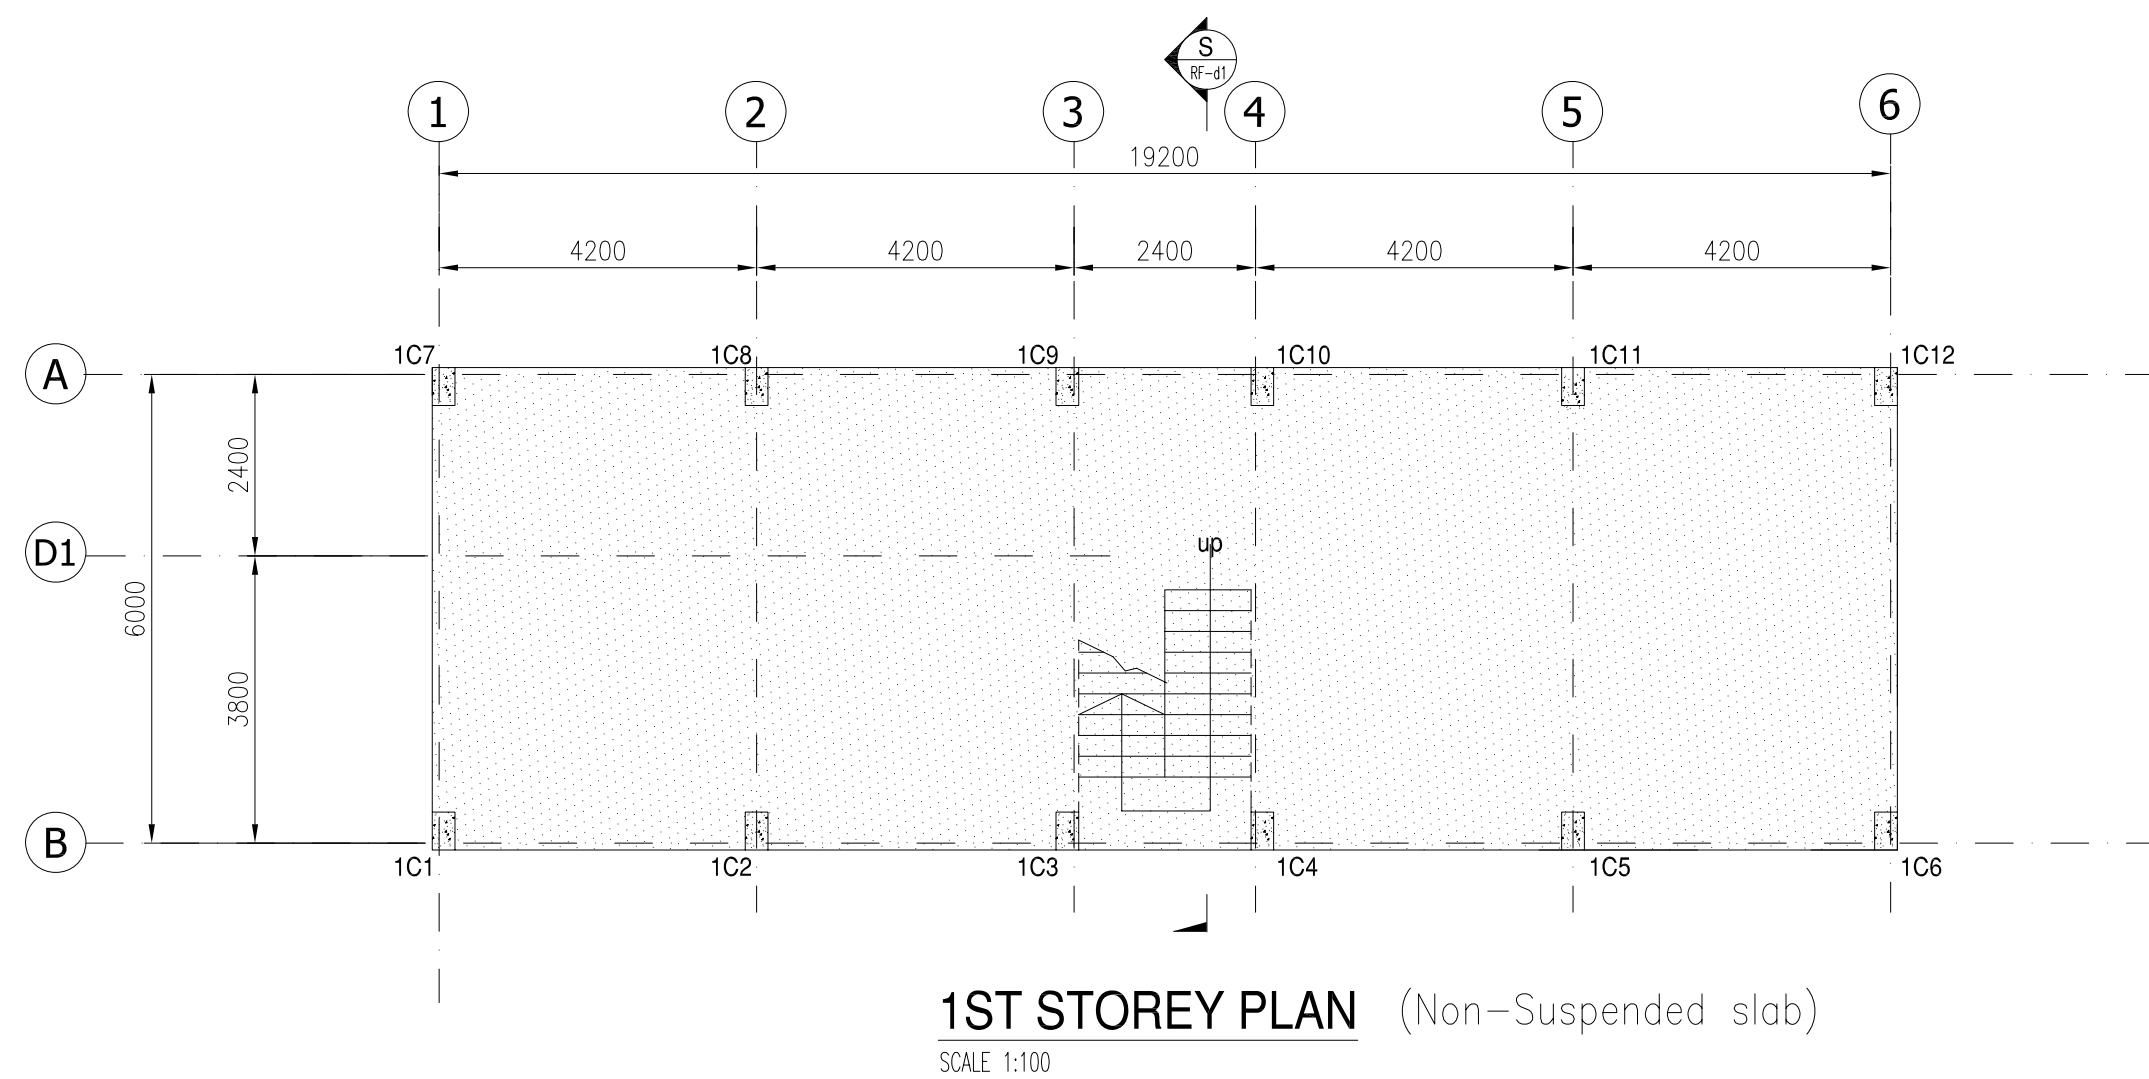 S
RF-d1
1 2 3 4 5 6
19200
4200 4200 2400 4200 4200
1C7 1C8 1C9 1C10 1C11 1C12
A
2400
D1
up
6000
3800
B
1C1 1C2 1C3 1C4 1C5 1C6
1ST STOREY PLAN (Non-Suspended slab)
SCALE 1:100